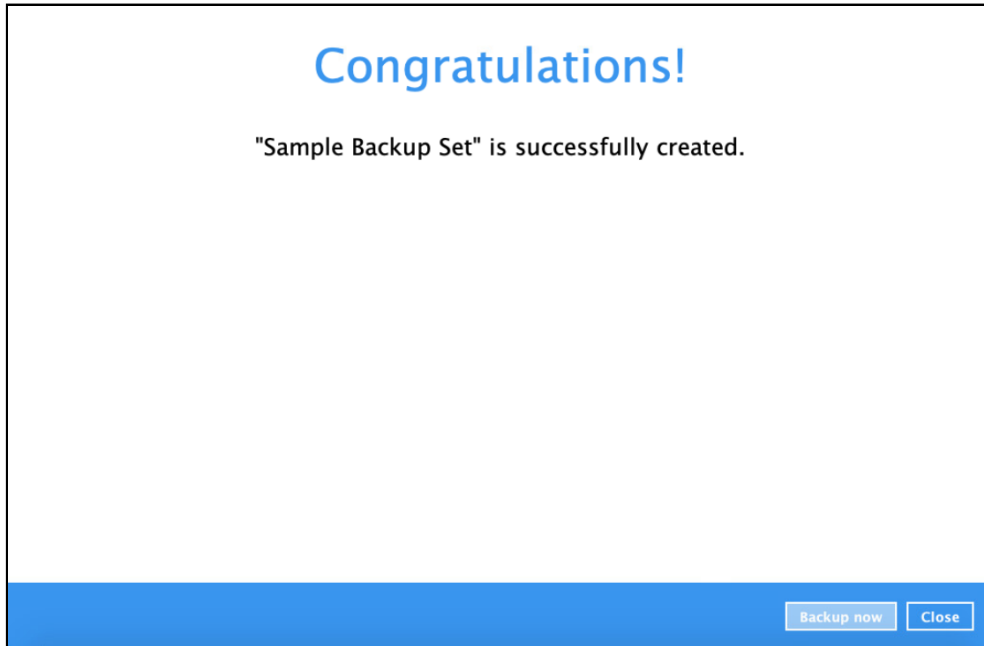 Congratulations!
"Sample Backup Set" is successfully created.
Backup now
Close